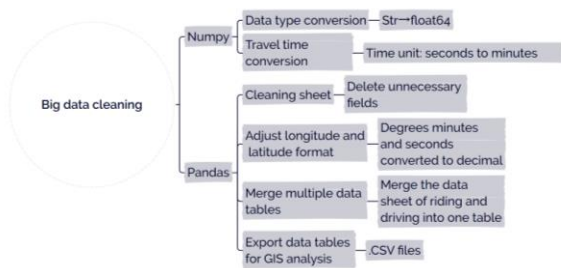 Big data cleaning
Numpy
Data type conversion
Str→float64
Travel time
conversion
Time unit: seconds to minutes
Pandas
Cleaning sheet
Delete unnecessary
fields
Adjust longitude and
latitude format
Degrees minutes
and seconds
converted to decimal
Merge multiple data
tables
Merge the data
sheet of riding and
driving into one table
Export data tables
for GIS analysis
.CSV files